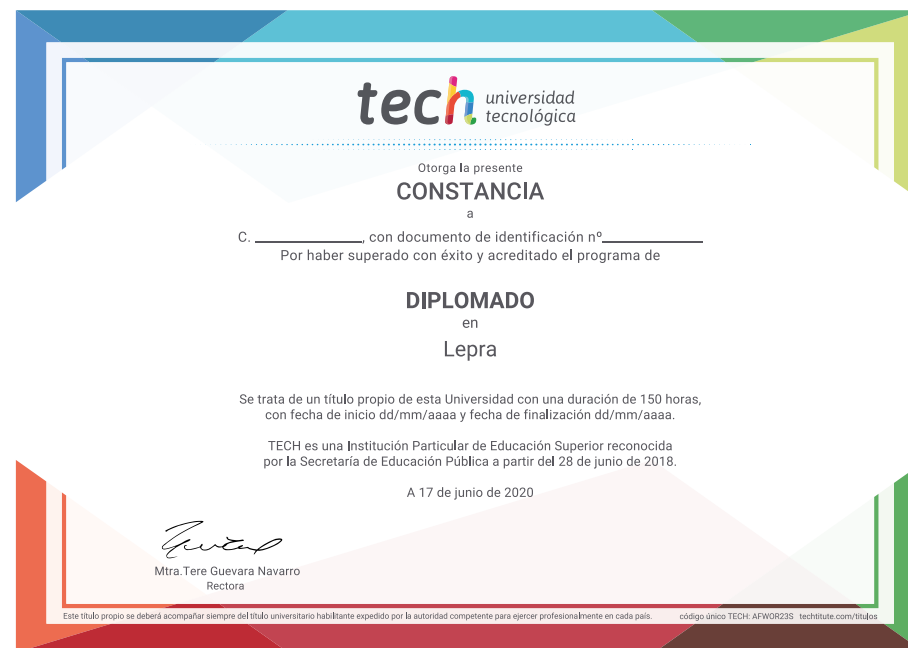 tech universidad
tecnológica
Otorga la presente
CONSTANCIA
a
C. ____________, con documento de identificación nº____________
Por haber superado con éxito y acreditado el programa de
DIPLOMADO
en
Lepra
Se trata de un título propio de esta Universidad con una duración de 150 horas,
con fecha de inicio dd/mm/aaaa y fecha de finalización dd/mm/aaaa.
TECH es una Institución Particular de Educación Superior reconocida
por la Secretaría de Educación Pública a partir del 28 de junio de 2018.
A 17 de junio de 2020
Mtra.Tere Guevara Navarro
Rectora
Este título propio se deberá acompañar siempre del título universitario habilitante expedido por la autoridad competente para ejercer profesionalmente en cada país. código único TECH: AFWOR23S techtitute.com/titulos